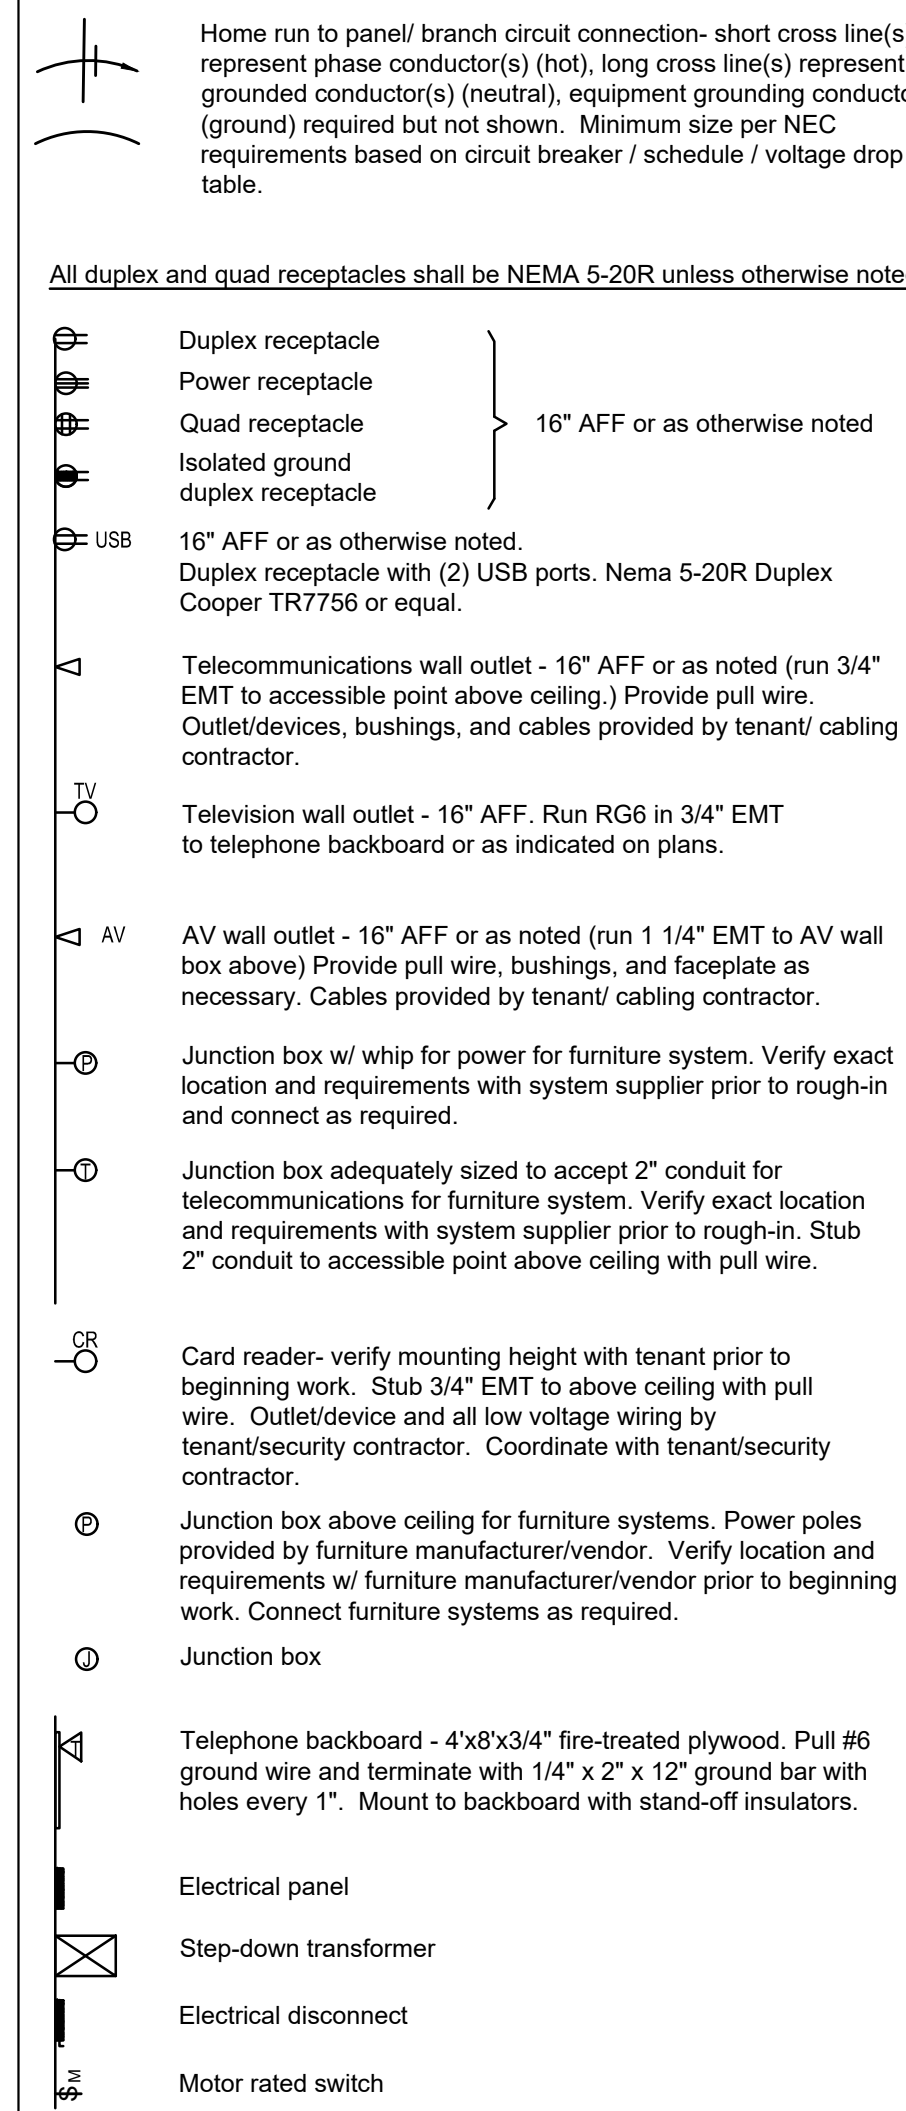 Home run to panel/ branch circuit connection- short cross line(s
represent phase conductor(s) (hot), long cross line(s) represent
grounded conductor(s) (neutral), equipment grounding conducto
(ground) required but not shown. Minimum size per NEC
requirements based on circuit breaker / schedule / voltage drop
table.
All duplex and quad receptacles shall be NEMA 5-20R unless otherwise note
Duplex receptacle
Power receptacle
Quad receptacle
16" AFF or as otherwise noted
Isolated ground
duplex receptacle
USB 16" AFF or as otherwise noted.
Duplex receptacle with (2) USB ports. Nema 5-20R Duplex
Cooper TR7756 or equal.
Telecommunications wall outlet - 16" AFF or as noted (run 3/4"
EMT to accessible point above ceiling.) Provide pull wire.
Outlet/devices, bushings, and cables provided by tenant/ cabling
contractor.
TV
Television wall outlet - 16" AFF. Run RG6 in 3/4" EMT
to telephone backboard or as indicated on plans.
AV AV wall outlet - 16" AFF or as noted (run 1 1/4" EMT to AV wall
box above) Provide pull wire, bushings, and faceplate as
necessary. Cables provided by tenant/ cabling contractor.
P Junction box w/ whip for power for furniture system. Verify exact
location and requirements with system supplier prior to rough-in
and connect as required.
T Junction box adequately sized to accept 2" conduit for
telecommunications for furniture system. Verify exact location
and requirements with system supplier prior to rough-in. Stub
2" conduit to accessible point above ceiling with pull wire.
CR
Card reader- verify mounting height with tenant prior to
beginning work. Stub 3/4" EMT to above ceiling with pull
wire. Outlet/device and all low voltage wiring by
tenant/security contractor. Coordinate with tenant/security
contractor.
P Junction box above ceiling for furniture systems. Power poles
provided by furniture manufacturer/vendor. Verify location and
requirements w/ furniture manufacturer/vendor prior to beginning
work. Connect furniture systems as required.
J Junction box
T Telephone backboard - 4'x8'x3/4" fire-treated plywood. Pull #6
ground wire and terminate with 1/4" x 2" x 12" ground bar with
holes every 1". Mount to backboard with stand-off insulators.
Electrical panel
Step-down transformer
Electrical disconnect
$ M Motor rated switch